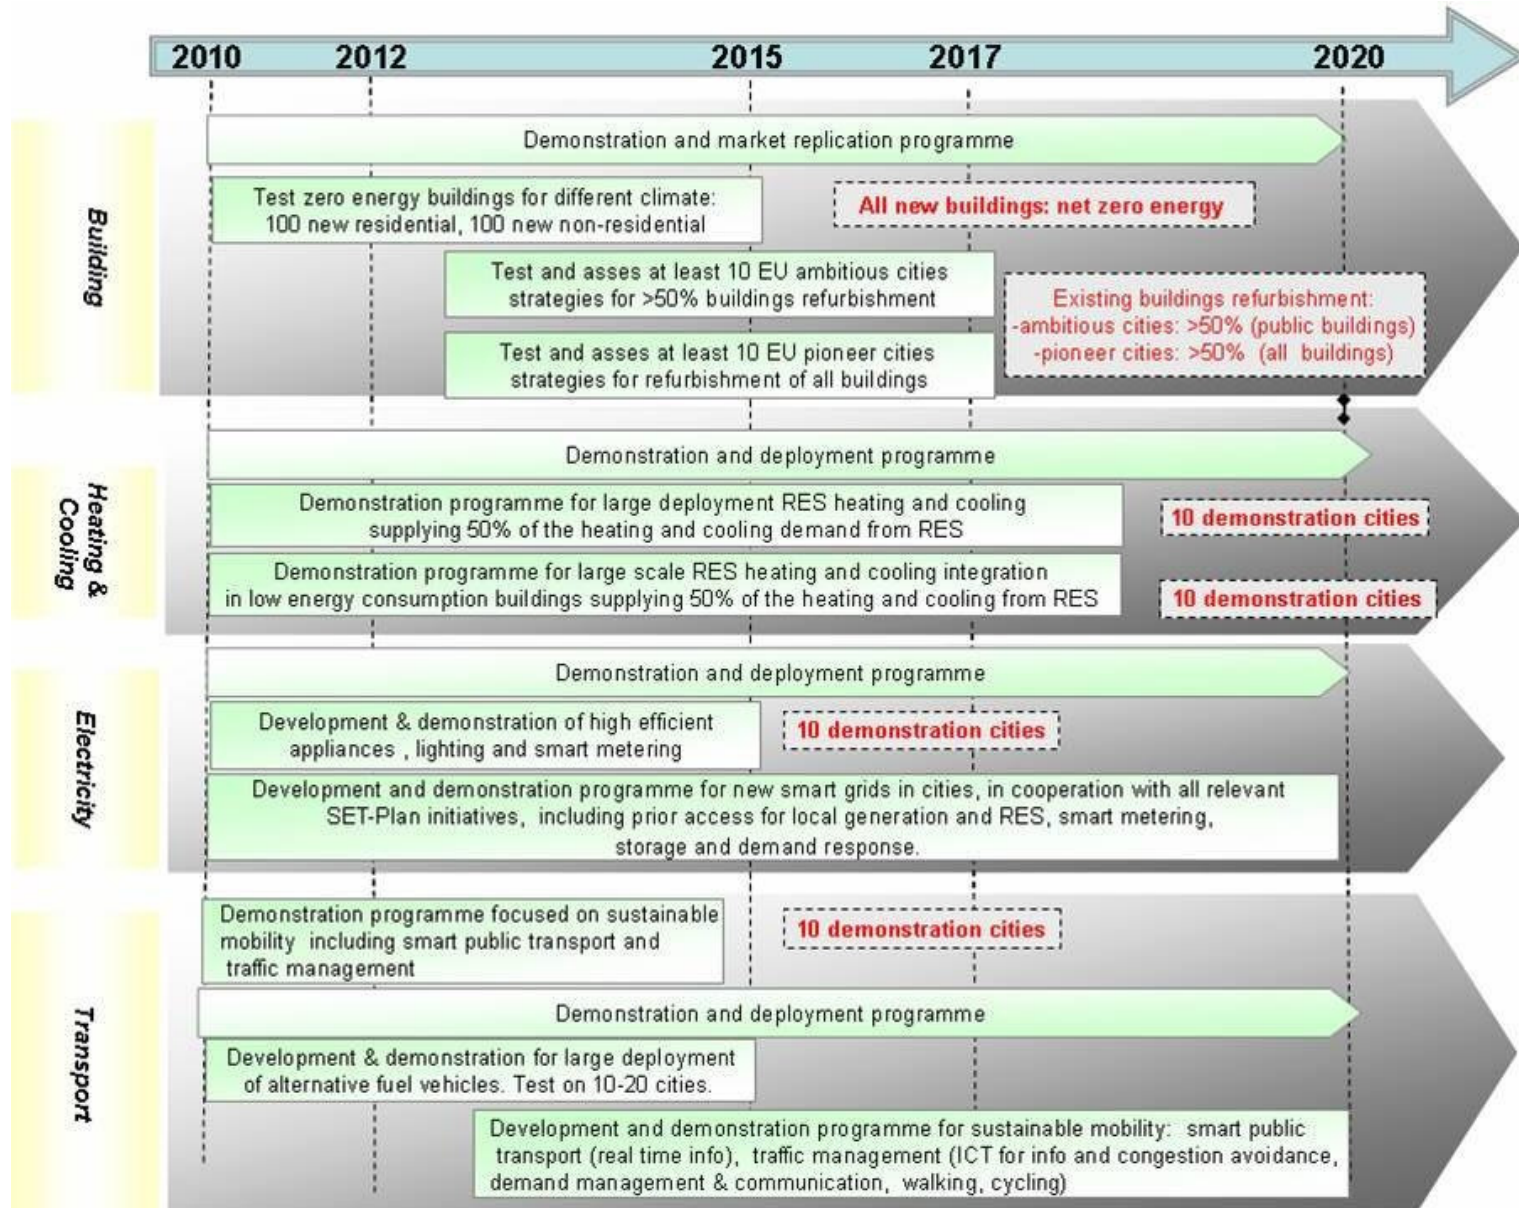 2010 2012 2015 2017 2020
Building
Demonstration and market replication programme
Test zero energy buildings for different climate:
100 new residential, 100 new non-residential
All new buildings: net zero energy
Test and asses at least 10 EU ambitious cities
strategies for >50% buildings refurbishment
Existing buildings refurbishment:
-ambitious cities: >50% (public buildings)
-pioneer cities: >50% (all buildings)
Test and asses at least 10 EU pioneer cities
strategies for refurbishment of all buildings
Heating &
Cooling
Demonstration and deployment programme
Demonstration programme for large deployment RES heating and cooling
supplying 50% of the heating and cooling demand from RES
10 demonstration cities
Demonstration programme for large scale RES heating and cooling integration
in low energy consumption buildings supplying 50% of the heating and cooling from RES
10 demonstration cities
Electricity
Demonstration and deployment programme
Development & demonstration of high efficient
appliances , lighting and smart metering
10 demonstration cities
Development and demonstration programme for new smart grids in cities, in cooperation with all relevant
SET-Plan initiatives, including prior access for local generation and RES, smart metering,
storage and demand response.
Transport
Demonstration programme focused on sustainable
mobility including smart public transport and
traffic management
10 demonstration cities
Demonstration and deployment programme
Development & demonstration for large deployment
of alternative fuel vehicles. Test on 10-20 cities.
Development and demonstration programme for sustainable mobility: smart public
transport (real time info), traffic management (ICT for info and congestion avoidance,
demand management & communication, walking, cycling)